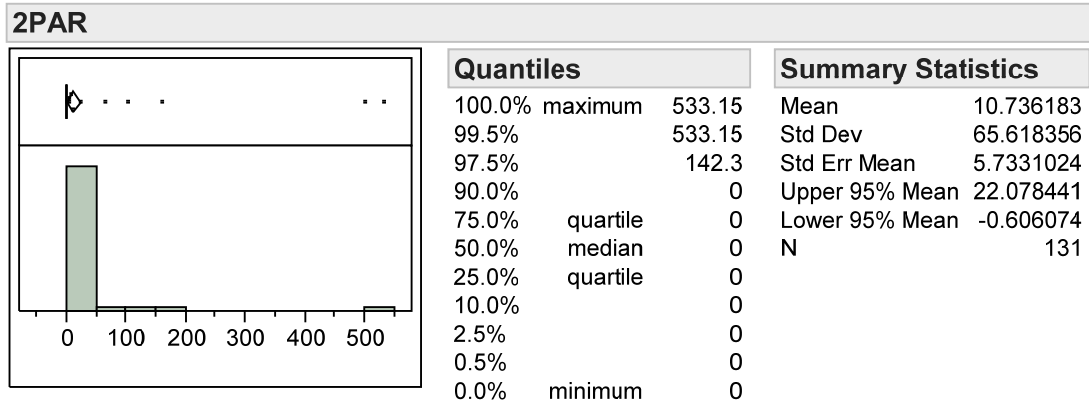 2PAR
0 100 200 300 400 500
Quantiles
100.0% maximum 533.15
99.5% 533.15
97.5% 142.3
90.0% 0
75.0% quartile 0
50.0% median 0
25.0% quartile 0
10.0% 0
2.5% 0
0.5% 0
0.0% minimum 0
Summary Statistics
Mean 10.736183
Std Dev 65.618356
Std Err Mean 5.7331024
Upper 95% Mean 22.078441
Lower 95% Mean -0.606074
N 131